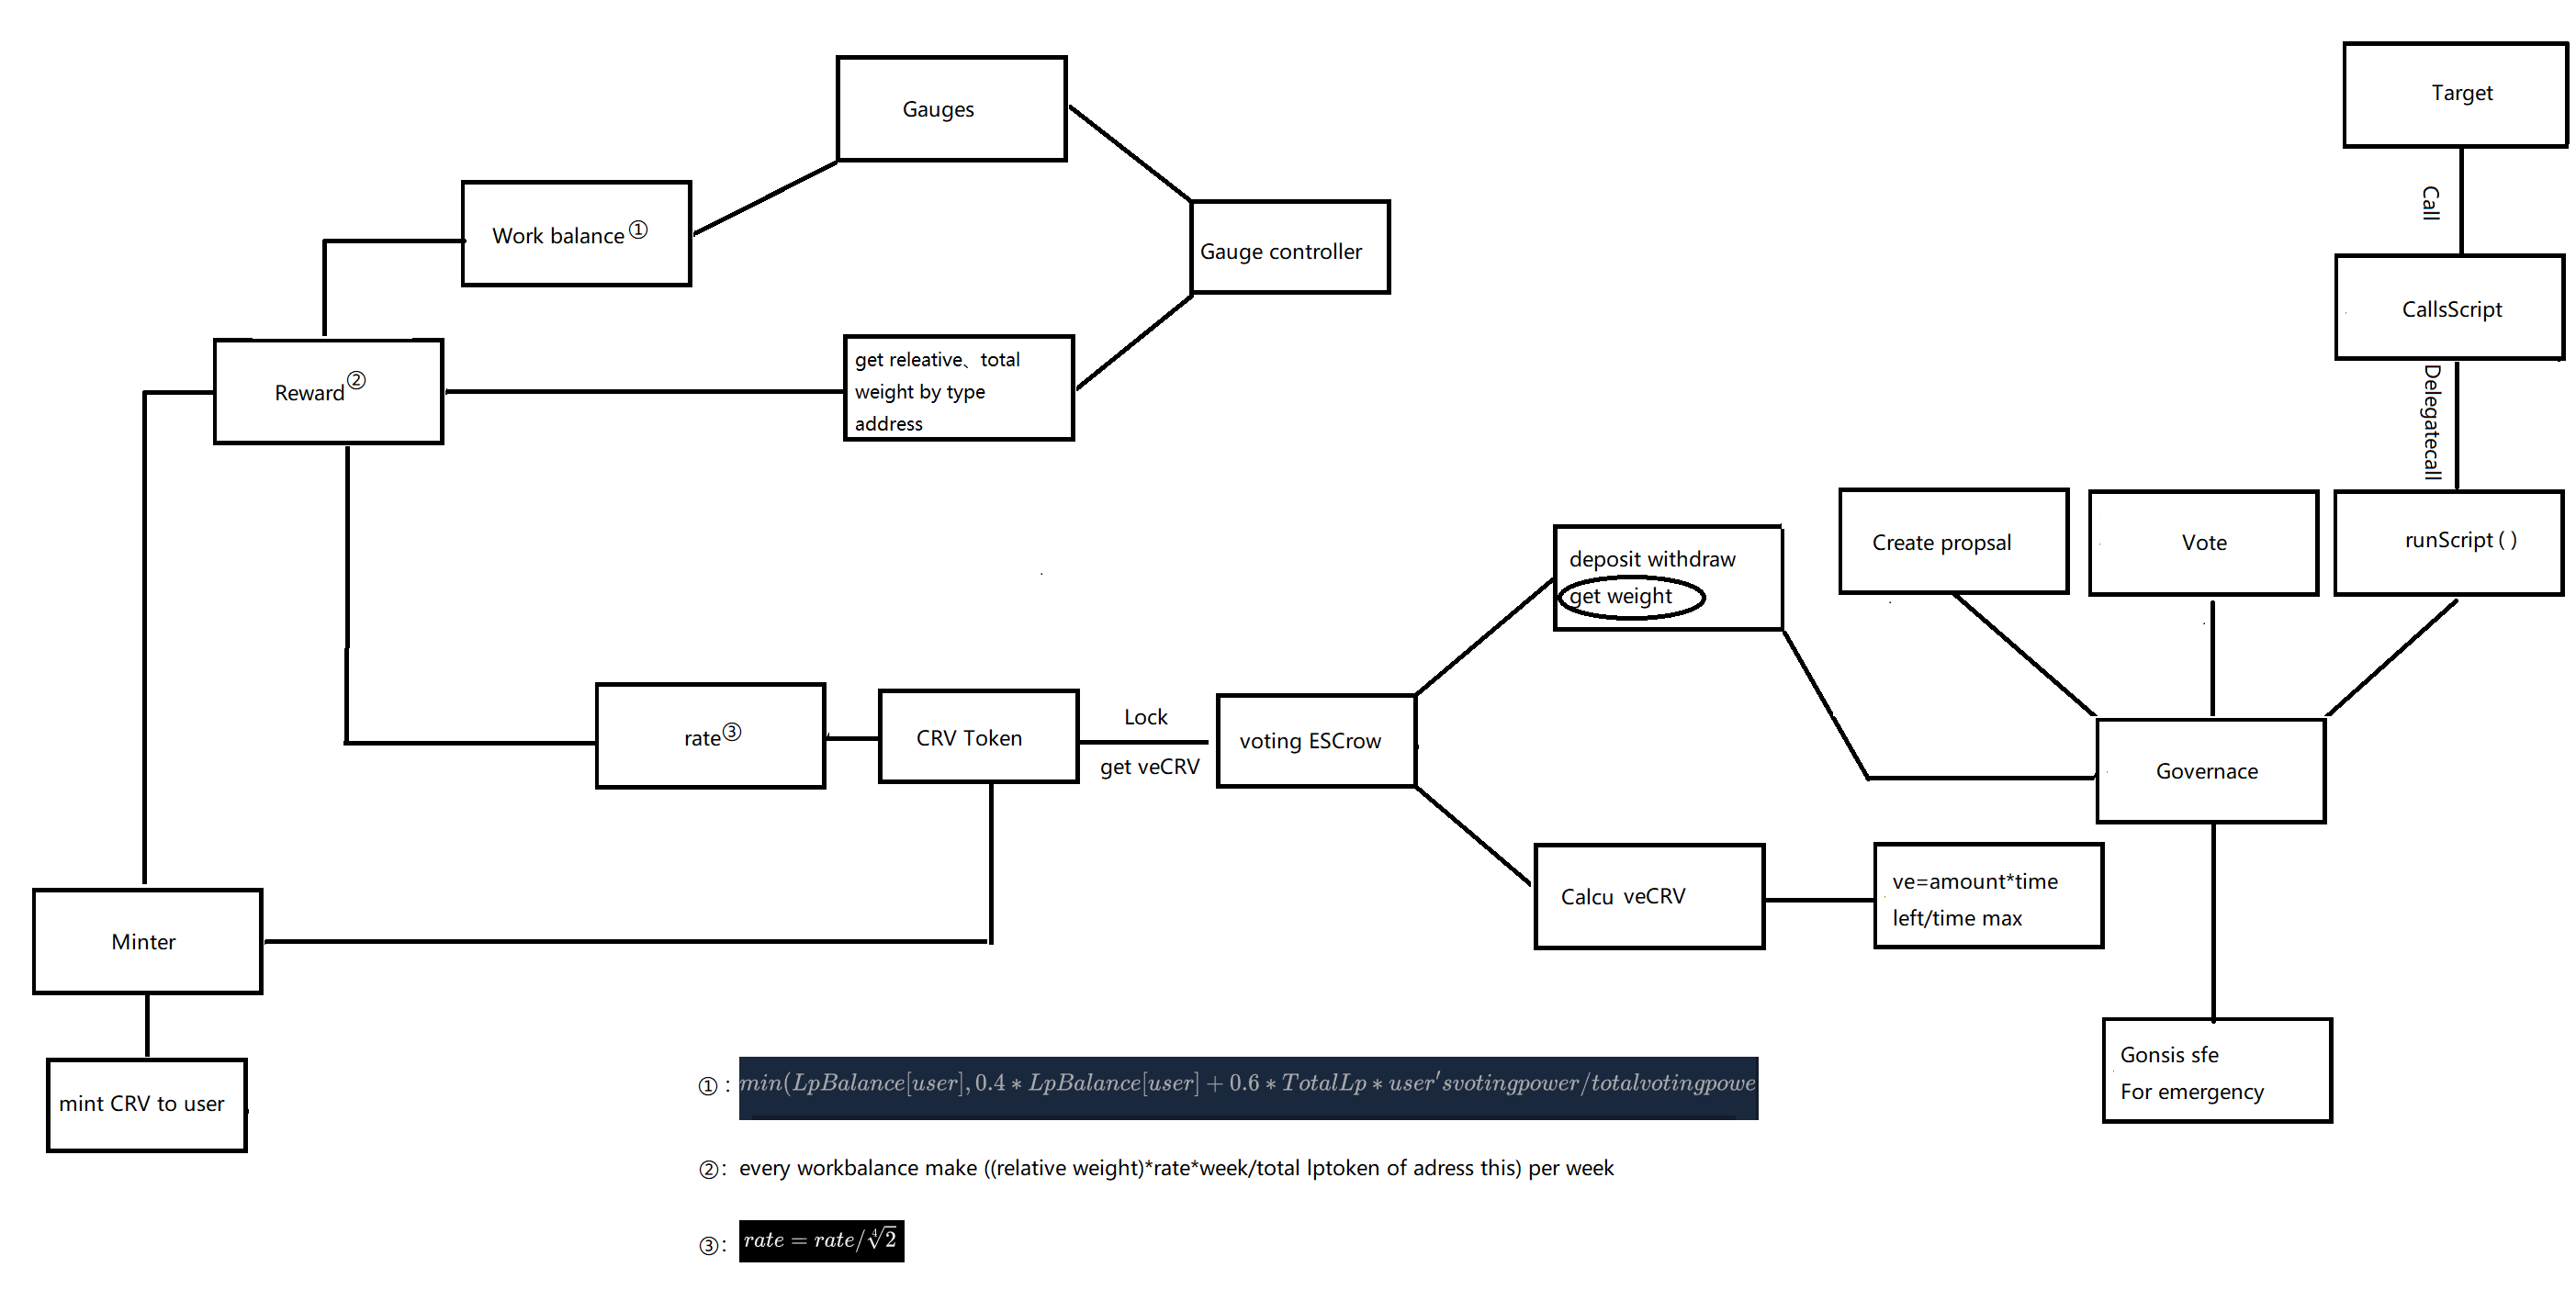 Gauges
Target
Work balance①
Gauge controller
Call
CallsScript
get releative、total
weight by type
address
Reward②
Delegatecall
Create propsal
Vote
runScript ( )
deposit withdraw
get weight
rate③
CRV Token
Lock
get veCRV
voting ESCrow
Governace
Calcu veCRV
ve=amount*time
left/time max
Minter
mint CRV to user
Gonsis sfe
For emergency
①: min(LpBalance[user], 0.4 * LpBalance[user] + 0.6 * TotalLp * user'svotingpower/totalvotingpowe
②: every workbalance make ((relative weight)*rate*week/total lptoken of adress this) per week
③: rate = rate/∜2